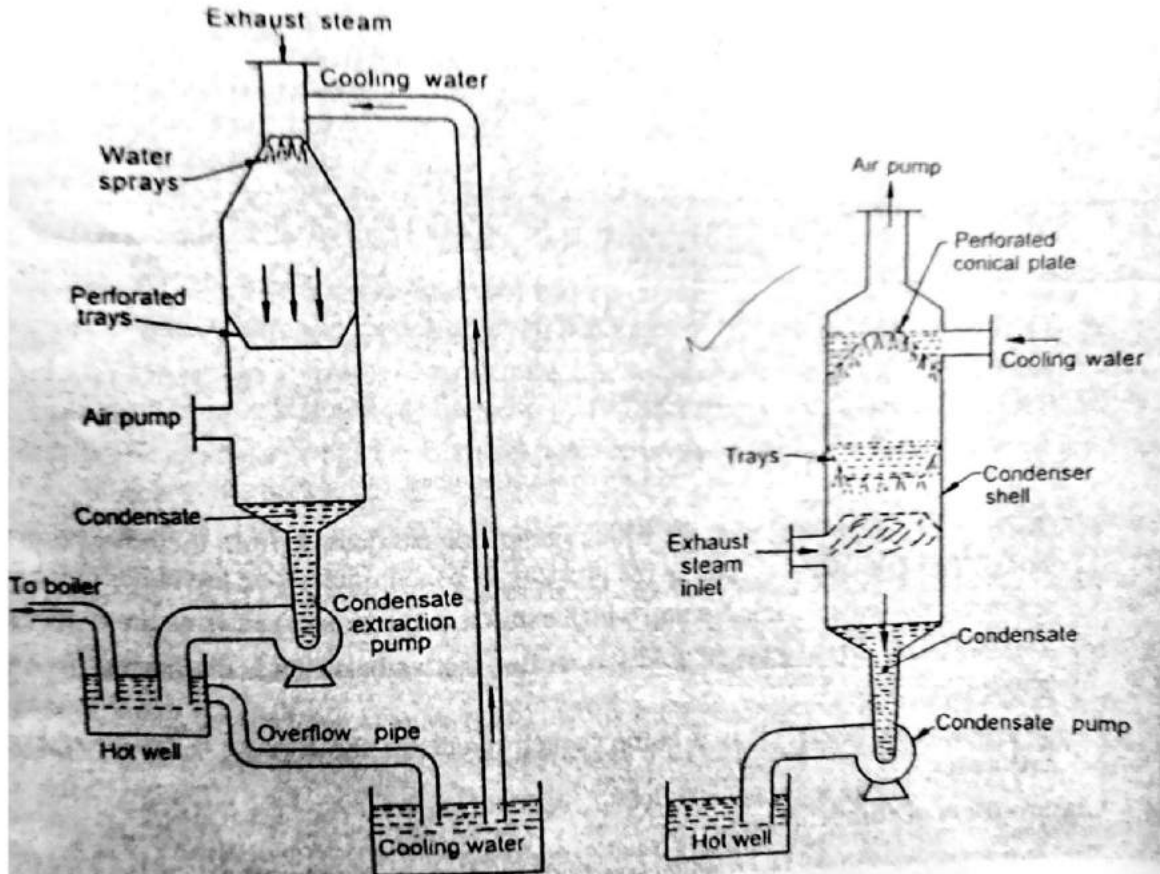 Exhaust steam
Cooling water
Water
sprays
Perforated
trays
Air pump
Condensate
To boiler
Condensate
extraction
pump
Hot well
Overflow pipe
Cooling water
Air pump
Perforated
conical plate
Cooling water
Trays
Condenser
shell
Exhaust
steam
inlet
Condensate
Condensate pump
Hot well